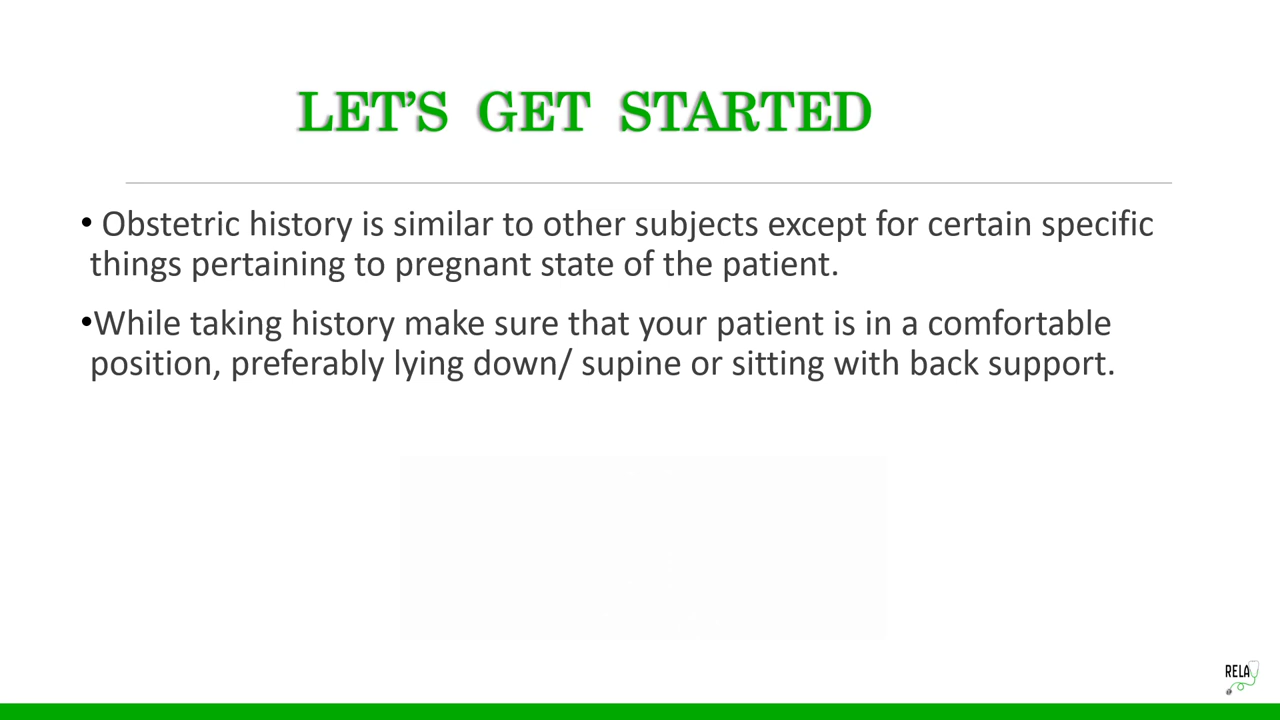 LET’S GET STARTED
• Obstetric history is similar to other subjects except for certain specific
things pertaining to pregnant state of the patient.
•While taking history make sure that your patient is in a comfortable
position, preferably lying down/ supine or sitting with back support.
RELAY